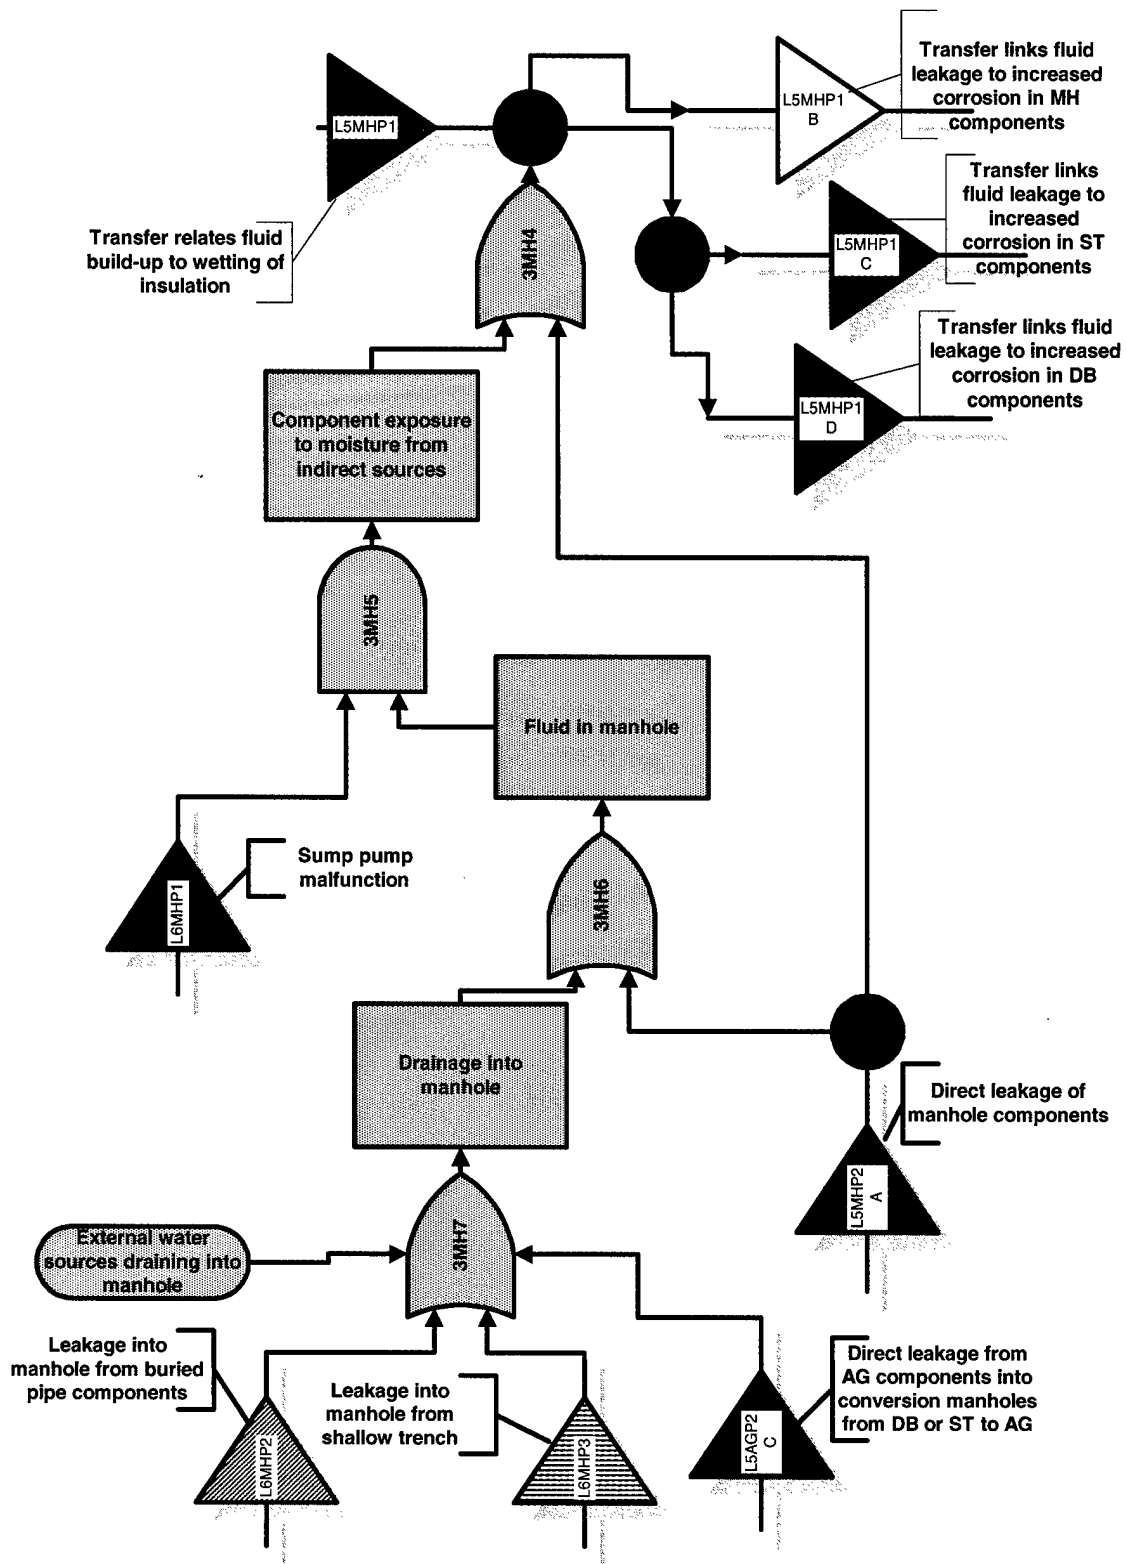 L5MHP1
L5MHP1
B
Transfer links fluid
leakage to increased
corrosion in MH
components
Transfer relates fluid
build-up to wetting of
insulation
3MH4
L5MHP1
C
Transfer links
fluid leakage to
increased
corrosion in ST
components
L5MHP1
D
Transfer links fluid
leakage to increased
corrosion in DB
components
Component exposure
to moisture from
indirect sources
3MH5
Fluid in manhole
L6MHP1
Sump pump
malfunction
3MH6
Drainage into
manhole
Direct leakage of
manhole components
L5MHP2
A
External water
sources draining into
manhole
3MH7
Leakage into
manhole from buried
pipe components
L6MHP2
Leakage into
manhole from
shallow trench
L6MHP3
L5AGP2
C
Direct leakage from
AG components into
conversion manholes
from DB or ST to AG